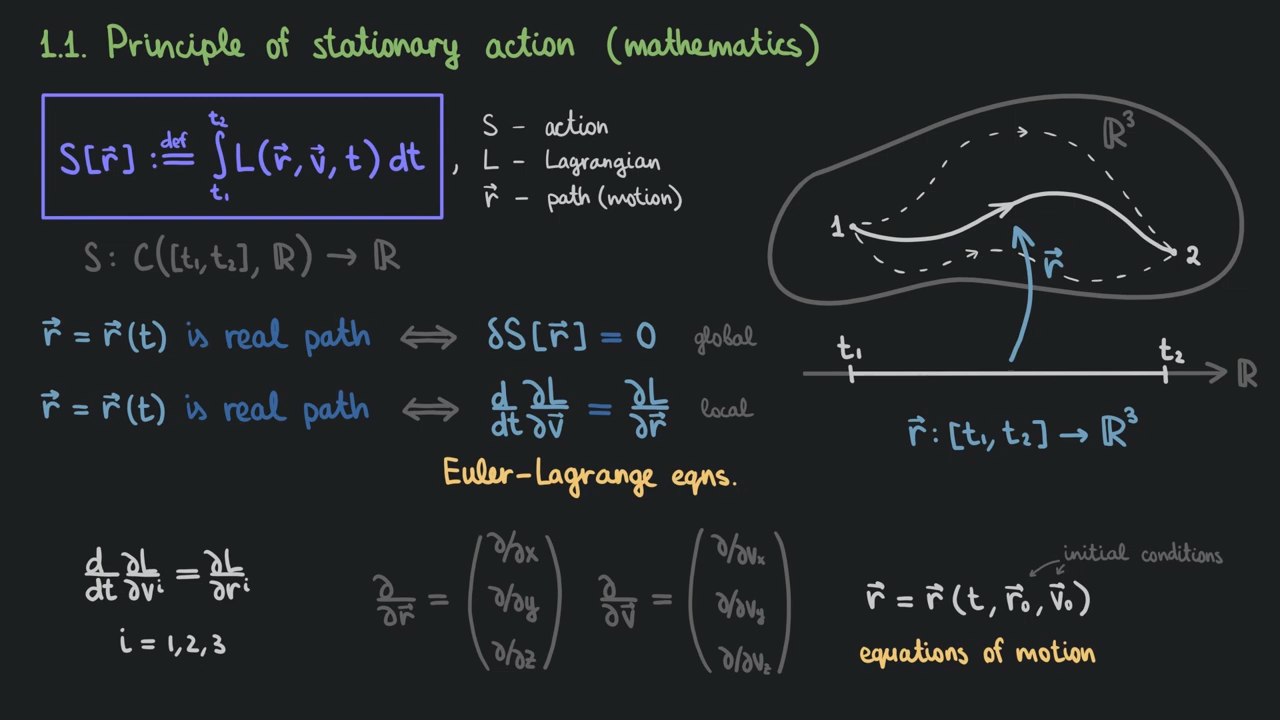 1.1. Principle of stationary action (mathematics)
S[r⃗] :≝ ∫_{t₁}^{t₂} L(r⃗, v⃗, t) dt ,
S – action
L – Lagrangian
r⃗ – path (motion)
S: C([t₁,t₂], ℝ) → ℝ
r⃗ = r⃗(t) is real path ⟺ δS[r⃗] = 0 global
r⃗ = r⃗(t) is real path ⟺ d/dt ∂L/∂v⃗ = ∂L/∂r⃗ local
Euler-Lagrange eqns.
ℝ³
1
2
r⃗
t₁ t₂
ℝ
r⃗: [t₁, t₂] → ℝ³
d/dt ∂L/∂vⁱ = ∂L/∂rⁱ
i = 1,2,3
∂/∂r⃗ = (∂/∂x ∂/∂y ∂/∂z)
∂/∂v⃗ = (∂/∂vₓ ∂/∂v_y ∂/∂v_z)
initial conditions
r⃗ = r⃗(t, r⃗₀, v⃗₀)
equations of motion